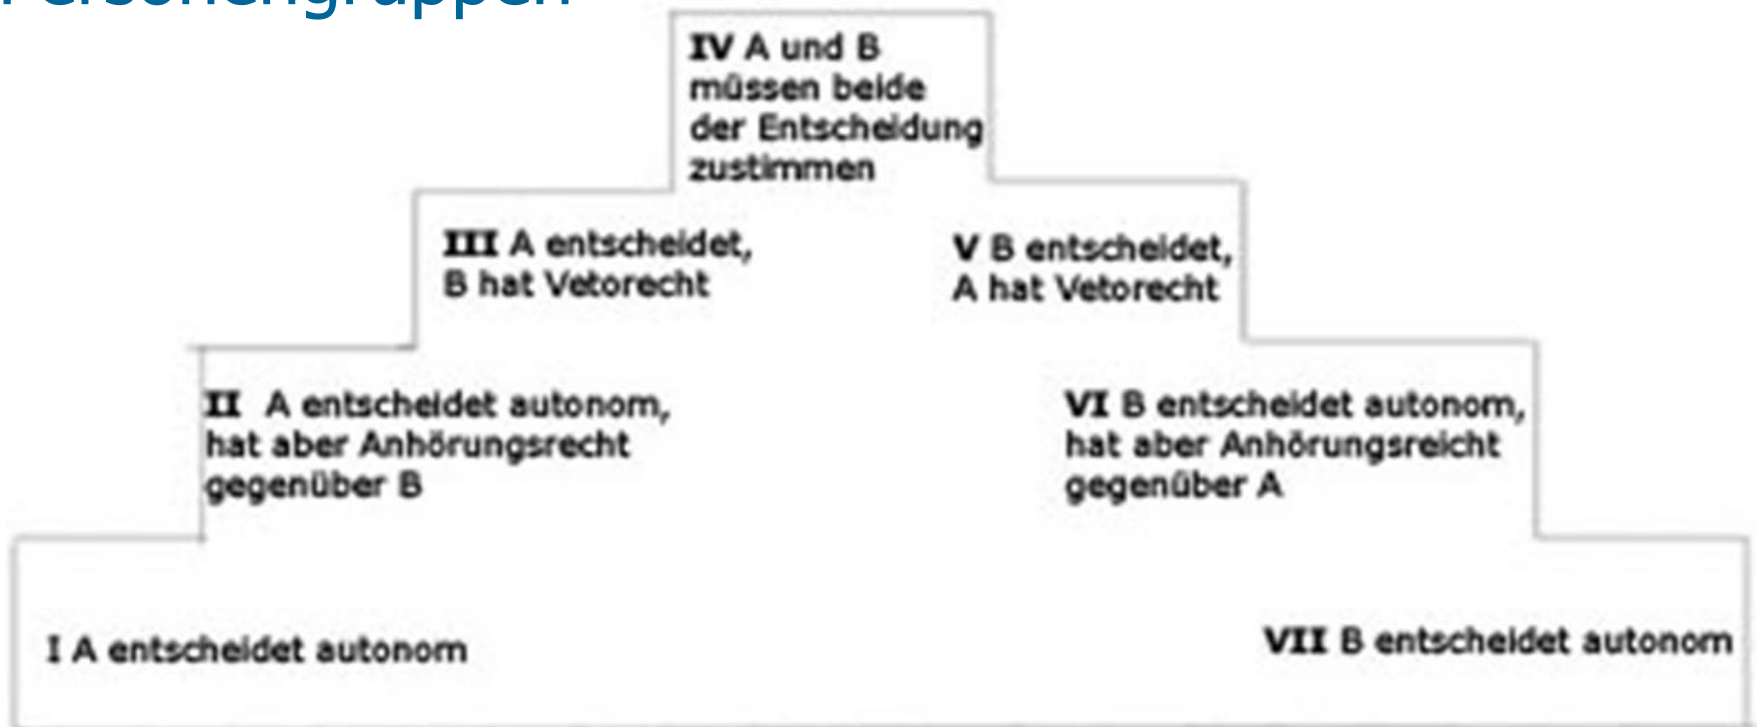 Personengruppen
IV A und B
müssen beide
der Entscheidung
zustimmen
III A entscheidet,
B hat Vetorecht
V B entscheidet,
A hat Vetorecht
II A entscheidet autonom,
hat aber Anhörungsrecht
gegenüber B
VI B entscheidet autonom,
hat aber Anhörungsreicht
gegenüber A
I A entscheidet autonom
VII B entscheidet autonom